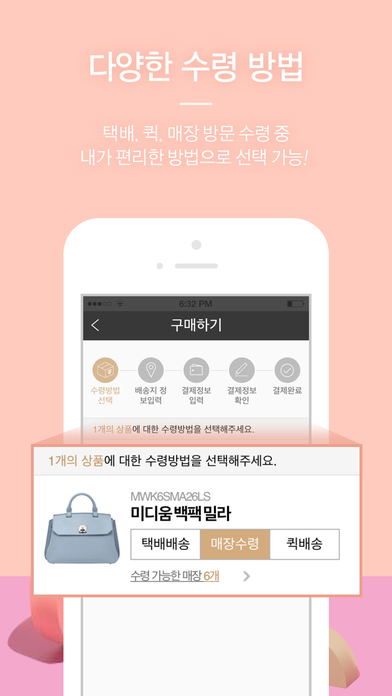 다양한 수령 방법
택배, 퀵, 매장 방문 수령 중
내가 편리한 방법으로 선택 가능!
6:32 PM
구매하기
수령방법
선택
배송지 정
보입력
결제정보
입력
결제정보
확인
결제완료
1개의 상품에 대한 수령방법을 선택해주세요.
1개의 상품에 대한 수령방법을 선택해주세요.
MWK6SMA26LS
미디움 백팩 밀라
택배배송 매장수령 퀵배송
수령 가능한 매장 6개